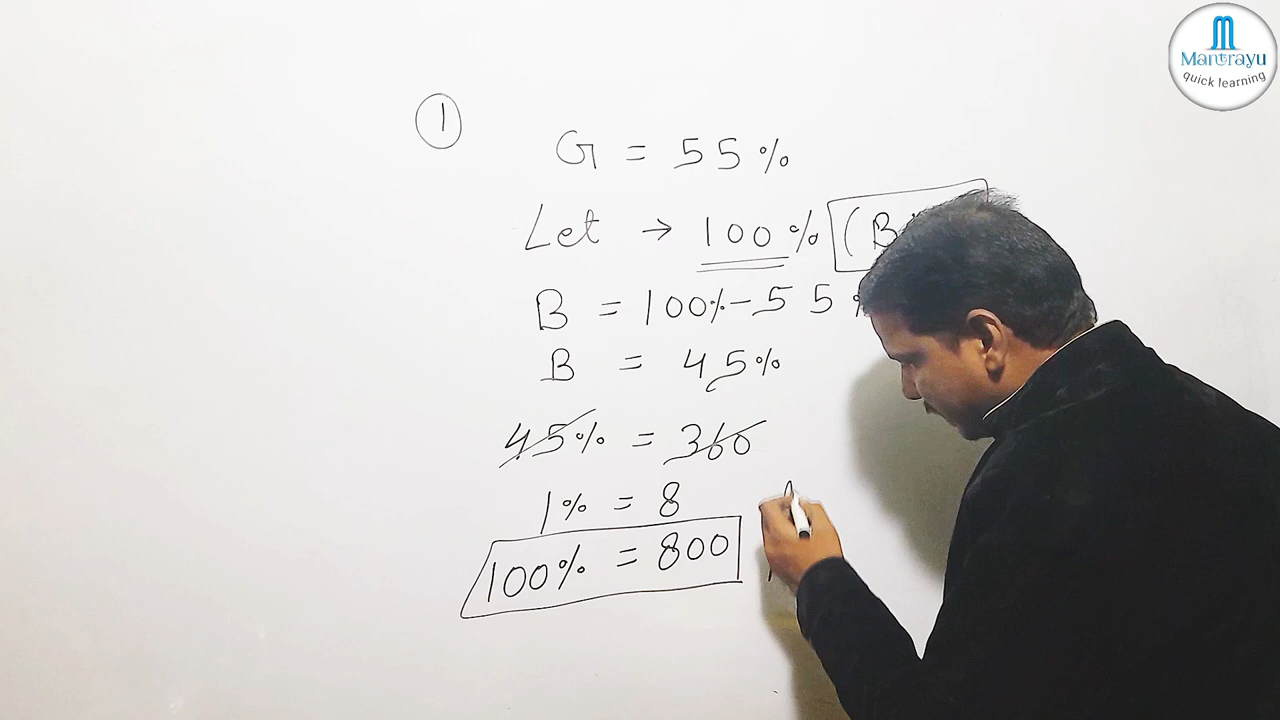 Mantrayu
quick learning
1
G = 55%
Let → 100% (B
B = 100% - 55%
B = 45%
45% = 360
1% = 8
100% = 800